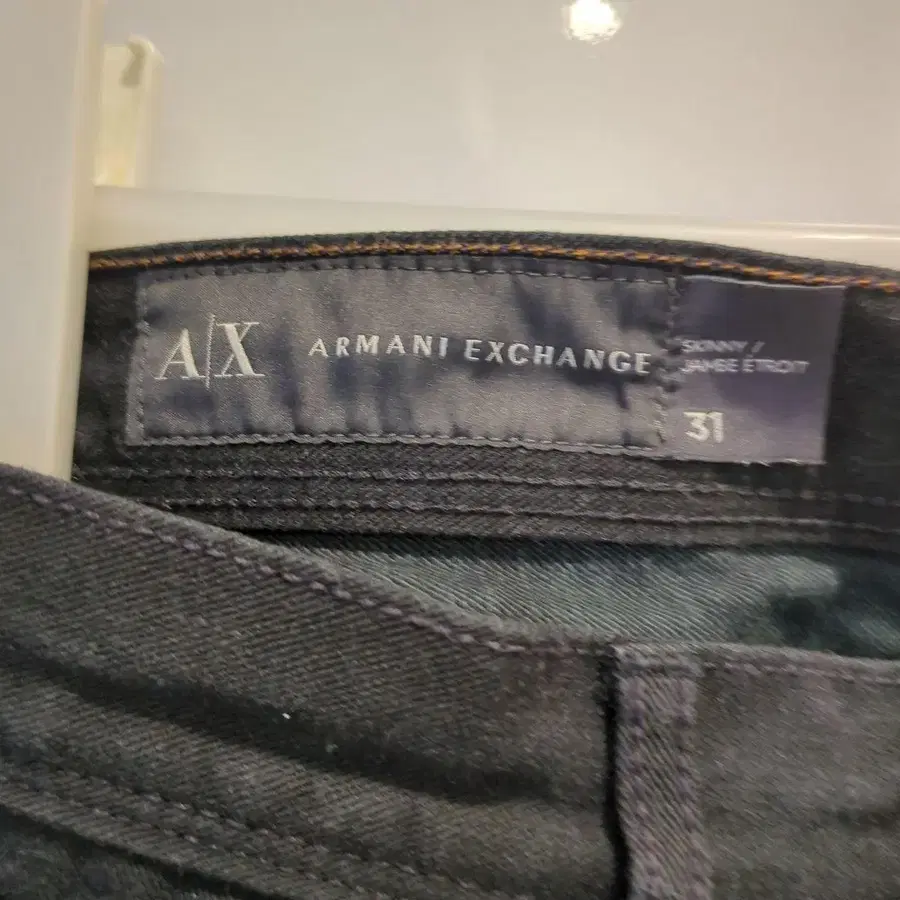 A|X ARMANI EXCHANGE
SKINNY /
JAMBE ÉTROIT
31